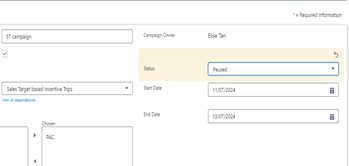 * = Required Information
ST campaign
Campaign Owner
Elise Tan
Status
Paused
Sales Target based Incentive Trips
View all dependencies
Start Date
11/07/2024
End Date
13/07/2024
Chosen
PAC